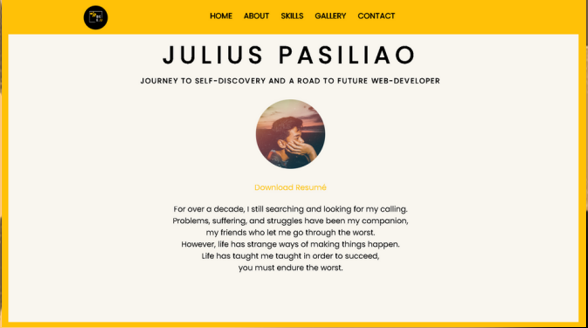 HOME ABOUT SKILLS GALLERY CONTACT
JULIUS PASILIAO
JOURNEY TO SELF-DISCOVERY AND A ROAD TO FUTURE WEB-DEVELOPER
Download Resumé
For over a decade, I still searching and looking for my calling.
Problems, suffering, and struggles have been my companion,
my friends who let me go through the worst.
However, life has strange ways of making things happen.
Life has taught me taught in order to succeed,
you must endure the worst.